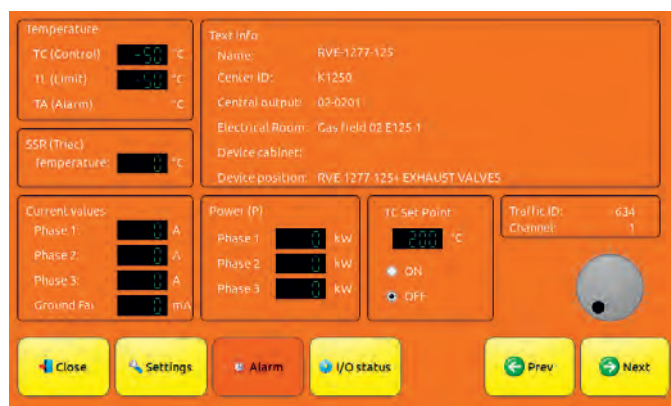 Temperature
TC (Control) -50 °C
TL (Limit) -50 °C
TA (Alarm) °C
SSR (Triac)
Temperature: 0 °C
Text info
Name: RVE-1277-125
Center ID: K1250
Central output: 02-0201
Electrical Room: Gas field 02 E125-1
Device cabinet:
Device position: RVE-1277-125+ EXHAUST VALVES
Current values
Phase 1: 0 A
Phase 2: 0 A
Phase 3: 0 A
Ground Fau 0 mA
Power (P)
Phase 1 0 kW
Phase 2 0 kW
Phase 3 0 kW
TC Set Point
200 °C
ON
OFF
Traffic ID: 634
Channel: 1
Close Settings Alarm I/O status Prev Next